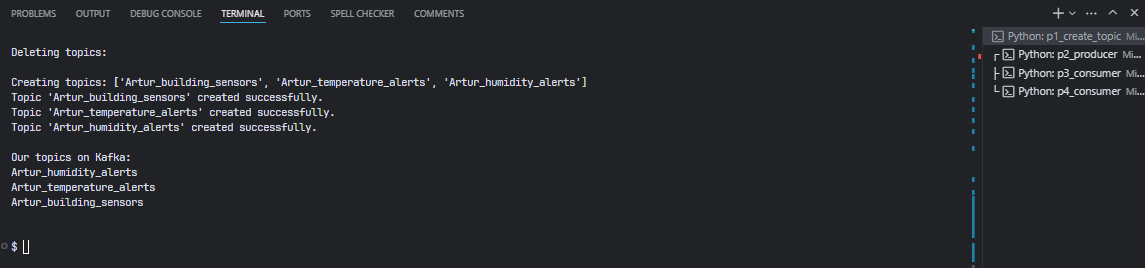 PROBLEMS OUTPUT DEBUG CONSOLE TERMINAL PORTS SPELL CHECKER COMMENTS
Deleting topics:
Creating topics: ['Artur_building_sensors', 'Artur_temperature_alerts', 'Artur_humidity_alerts']
Topic 'Artur_building_sensors' created successfully.
Topic 'Artur_temperature_alerts' created successfully.
Topic 'Artur_humidity_alerts' created successfully.
Our topics on Kafka:
Artur_humidity_alerts
Artur_temperature_alerts
Artur_building_sensors
$
Python: p1_create_topic Mi...
Python: p2_producer Mi...
Python: p3_consumer Mi...
Python: p4_consumer Mi...